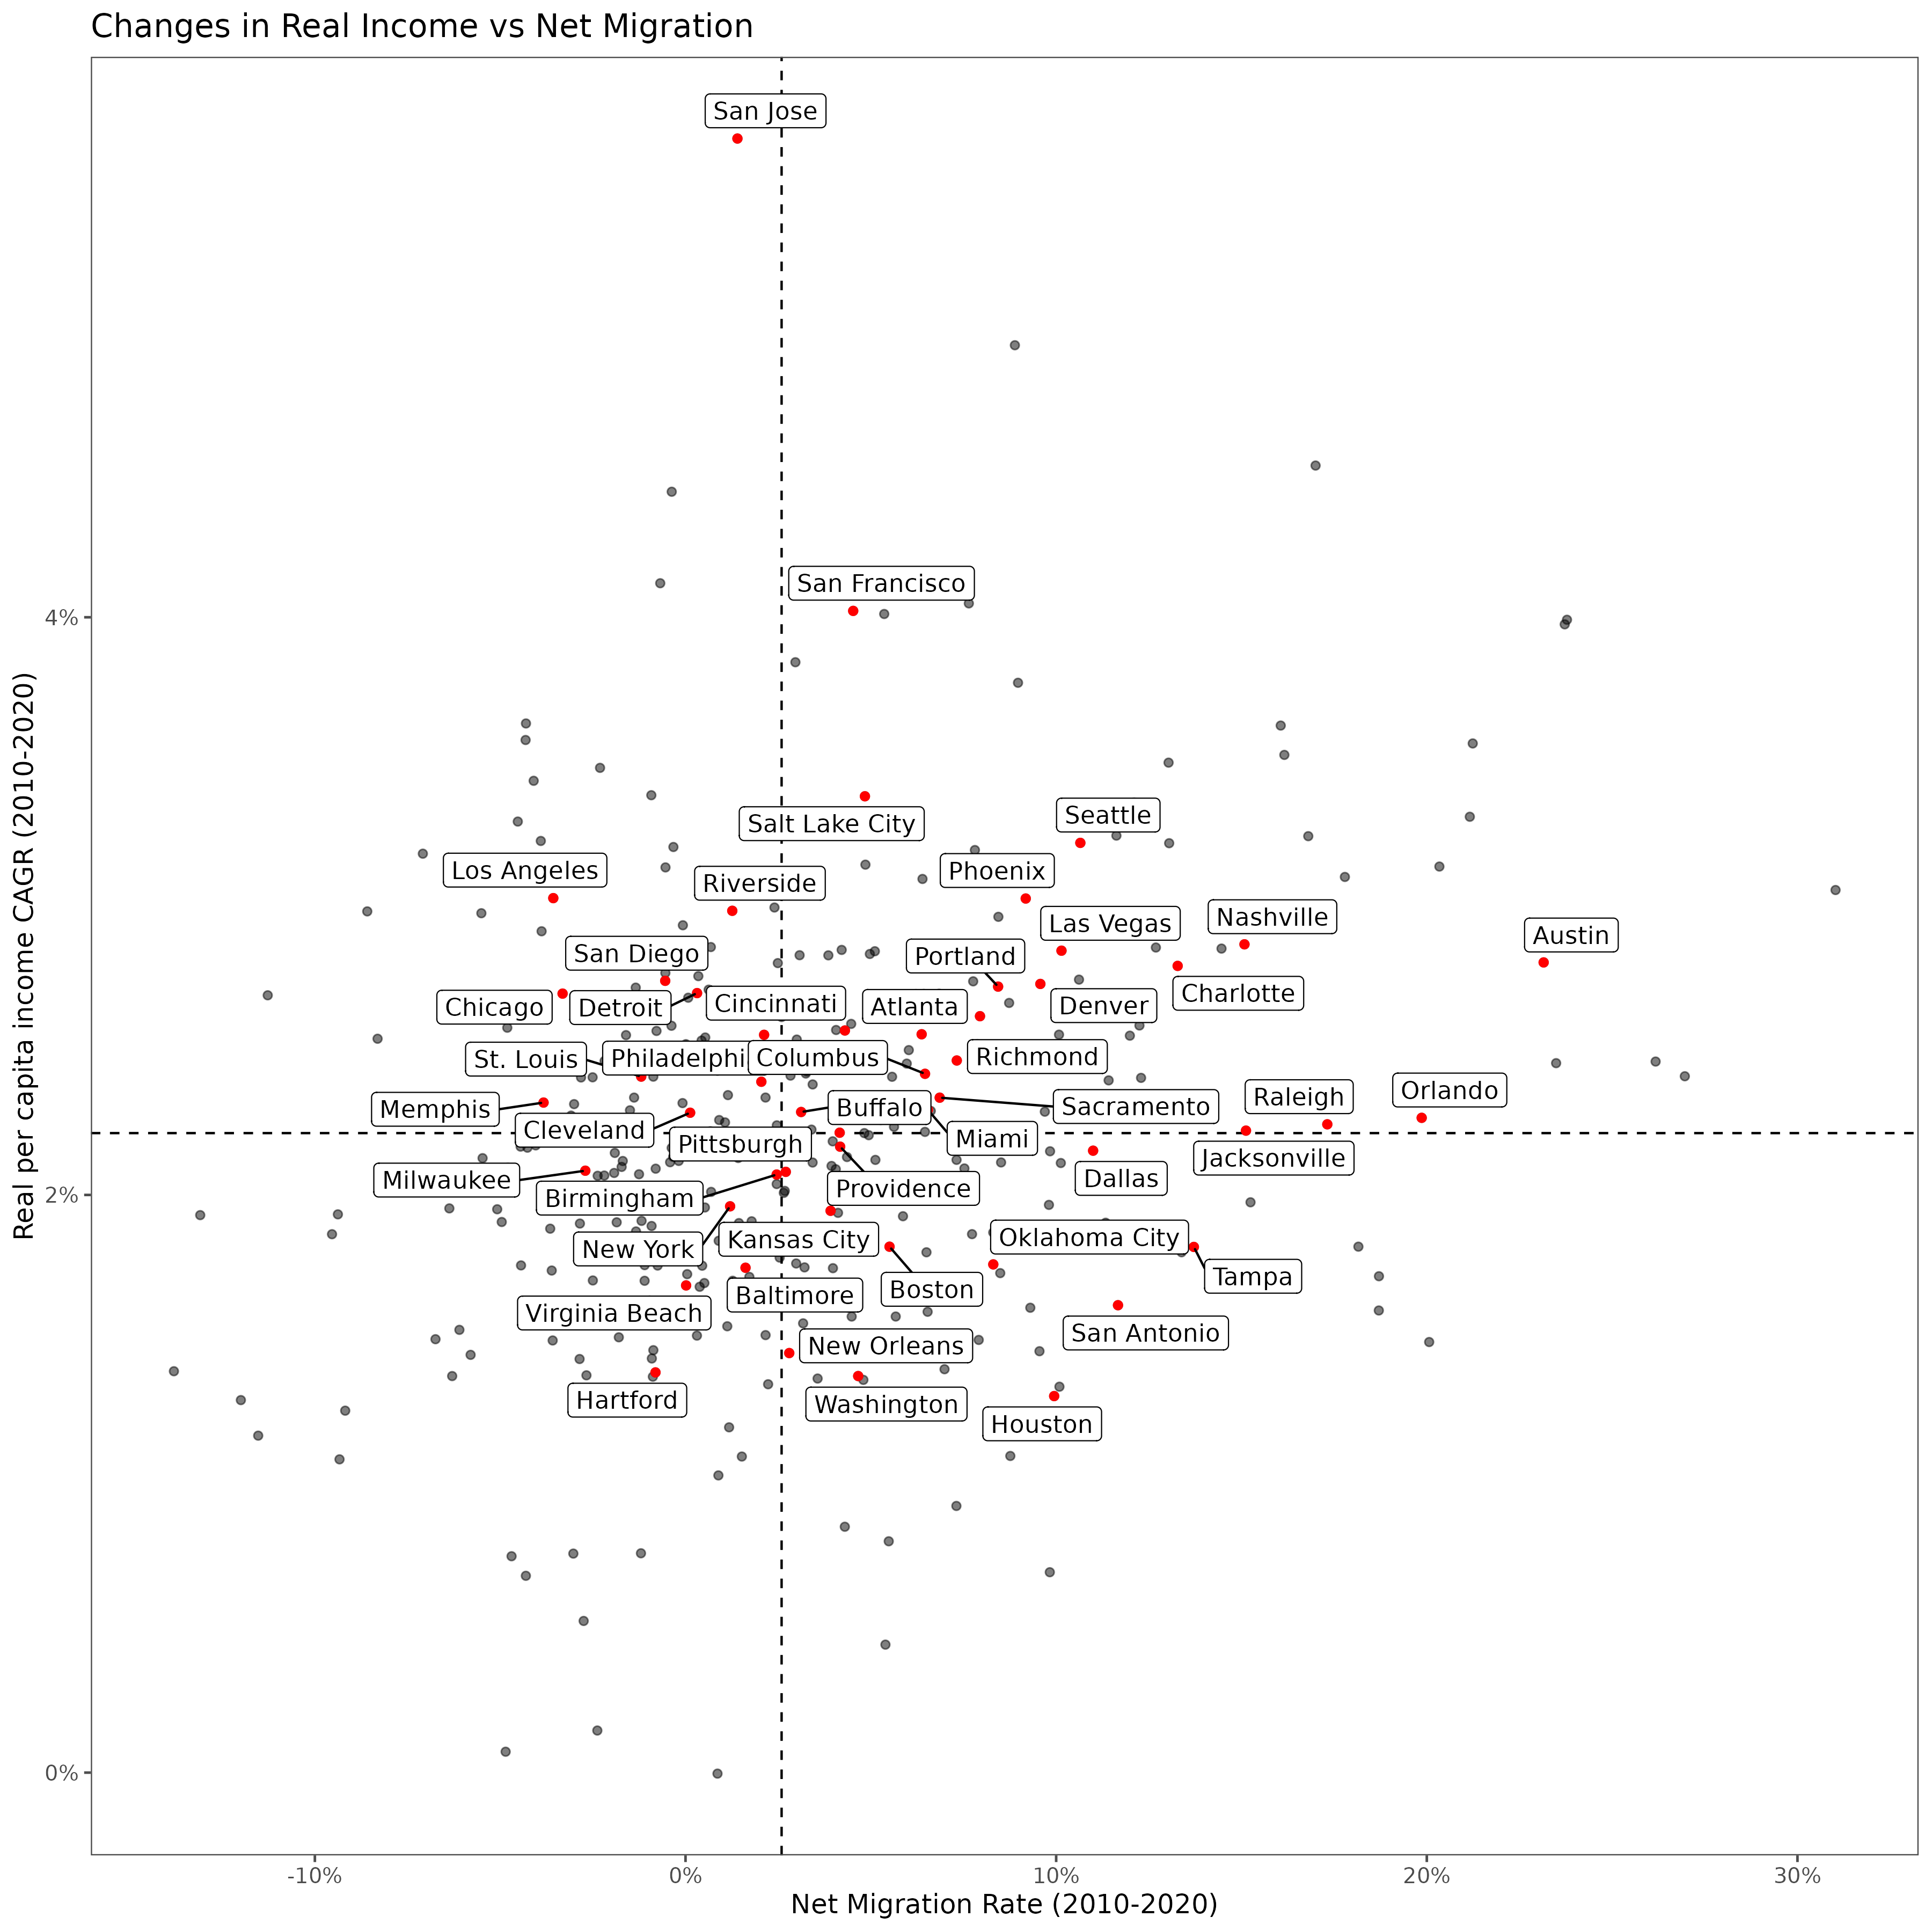 Changes in Real Income vs Net Migration
San Jose
San Francisco
4%
Salt Lake City
Seattle
Los Angeles
Riverside
Phoenix
Las Vegas
Nashville
Austin
San Diego
Portland
Charlotte
Chicago
Detroit
Cincinnati
Atlanta
Denver
St. Louis
Philadelphi
Columbus
Richmond
Memphis
Buffalo
Sacramento
Raleigh
Orlando
Cleveland
Pittsburgh
Miami
Jacksonville
Milwaukee
Birmingham
Providence
Dallas
2%
New York
Kansas City
Oklahoma City
Boston
Tampa
Virginia Beach
Baltimore
San Antonio
New Orleans
Hartford
Washington
Houston
0%
-10%
0%
10%
20%
30%
Net Migration Rate (2010-2020)
Real per capita income CAGR (2010-2020)